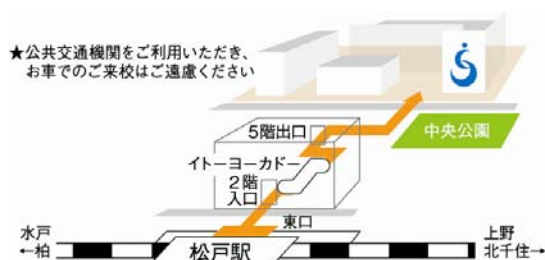 ★公共交通機関をご利用いただき、
お車でのご来校はご遠慮ください
5階出口
中央公園
イトーヨーカドー
2階
入口
東口
水戸
←柏
松戸駅
上野
北千住→